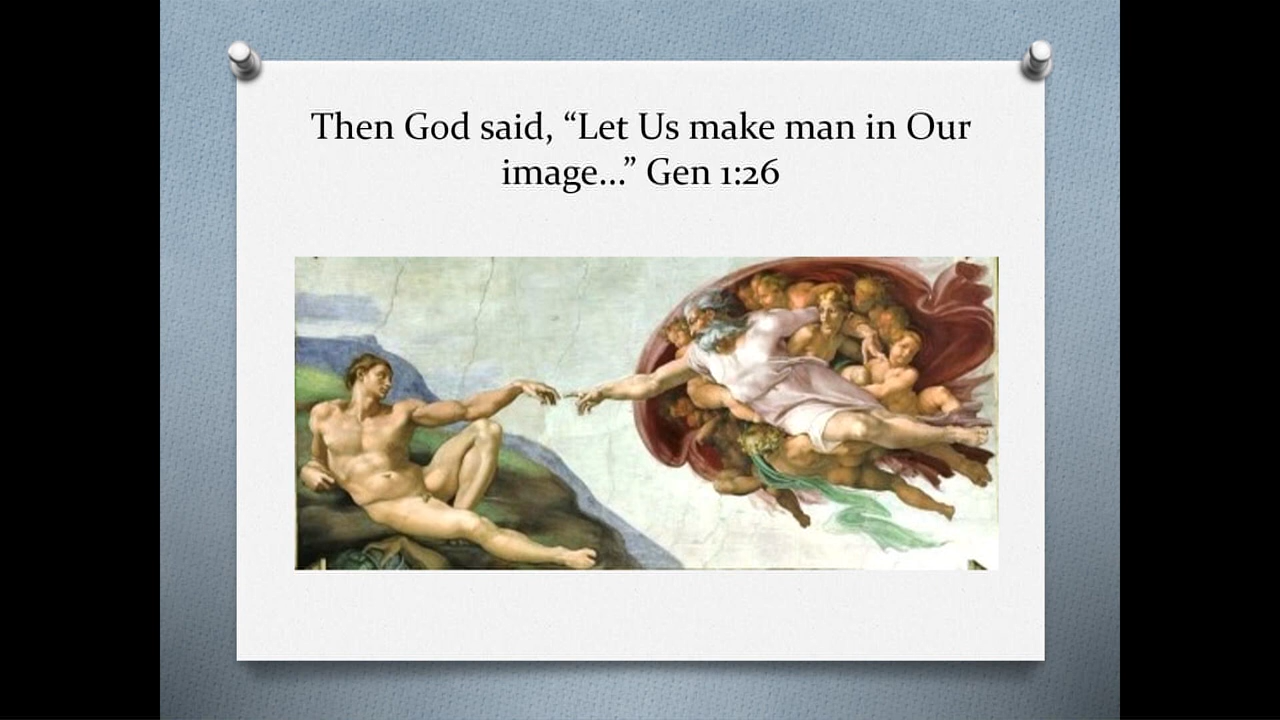 Then God said, “Let Us make man in Our
image…” Gen 1:26